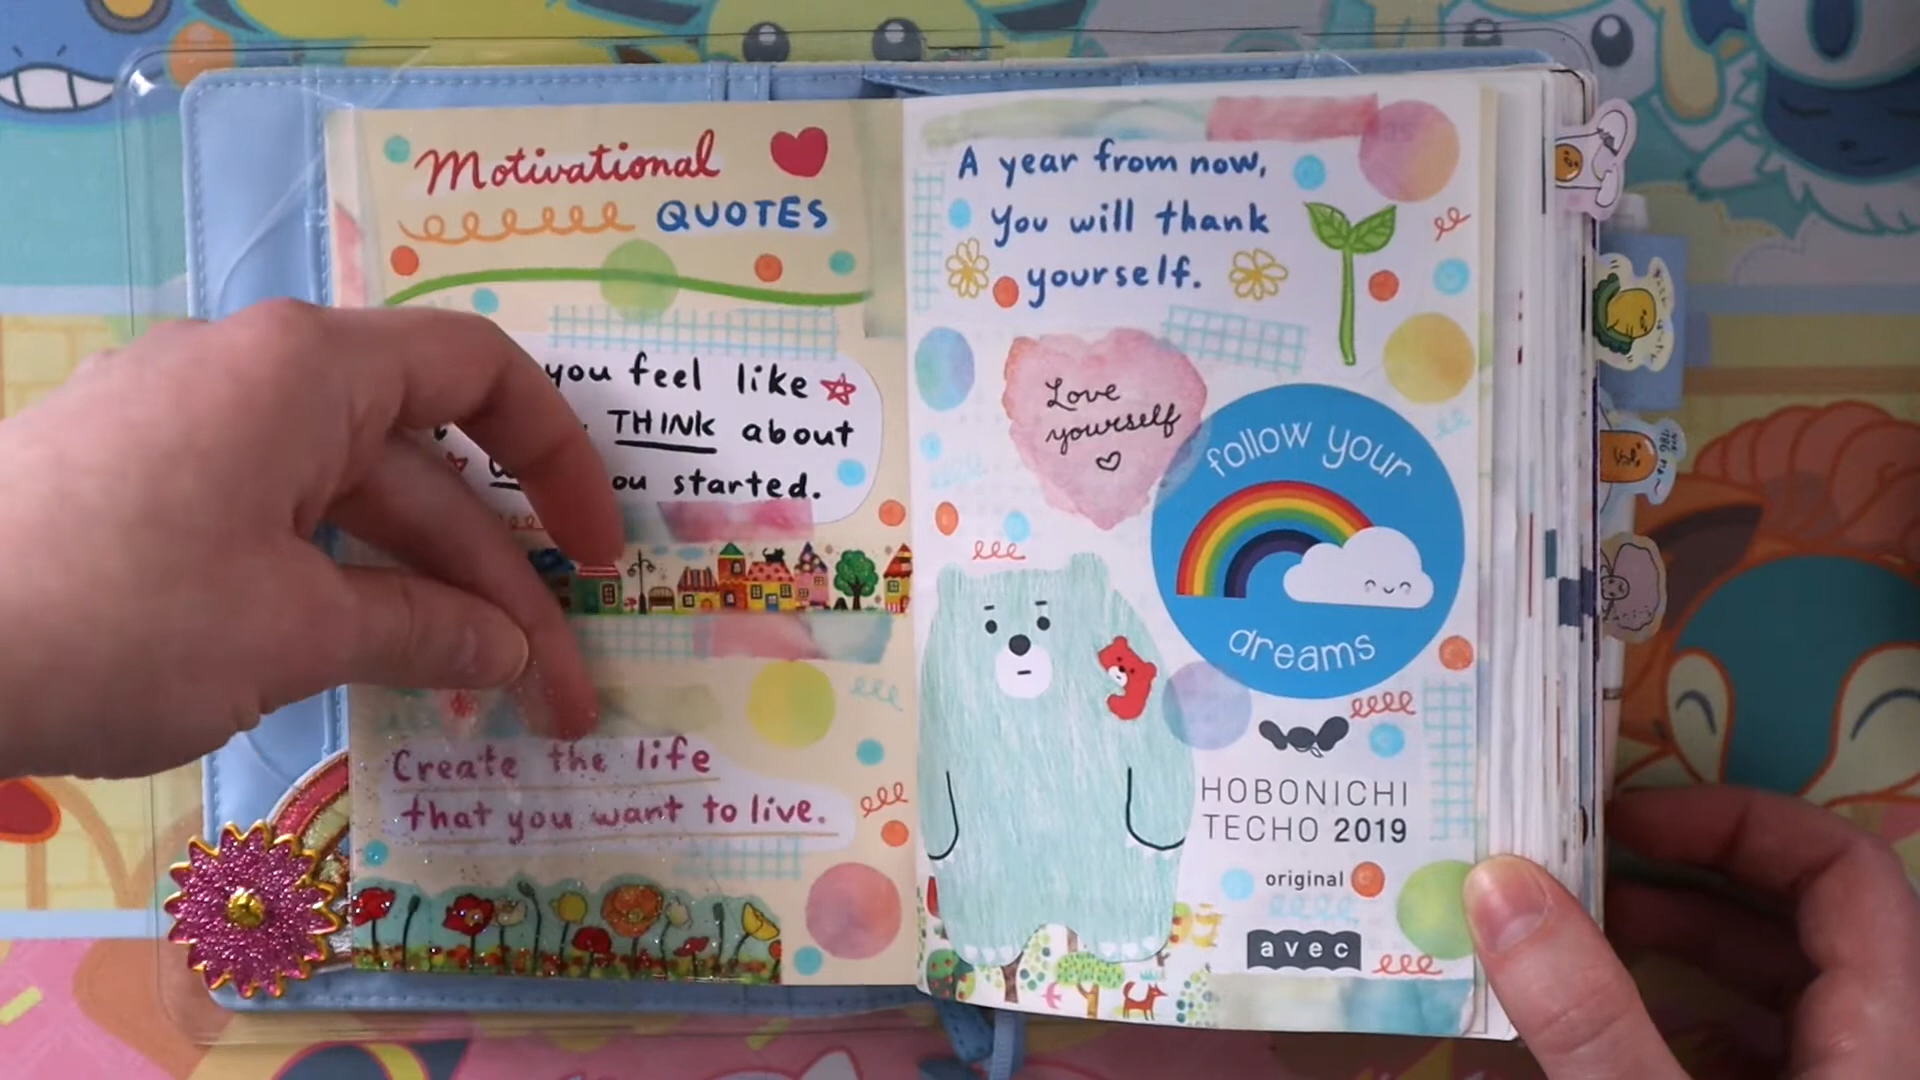 Motivational
QUOTES
you feel like
THINK about
ou started.
Create the life
that you want to live.
A year from now,
You will thank
yourself.
Love
yourself
follow your
dreams
HOBONICHI
TECHO 2019
original
avec